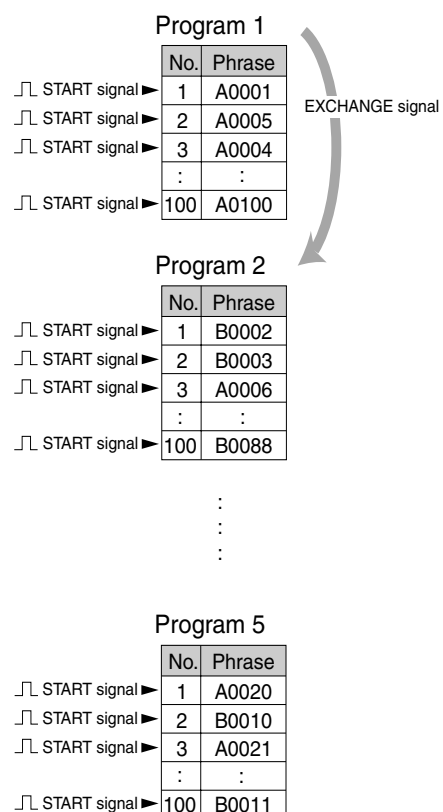 Program 1
No. Phrase
START signal 1 A0001
EXCHANGE signal
START signal 2 A0005
START signal 3 A0004
: :
START signal 100 A0100
Program 2
No. Phrase
START signal 1 B0002
START signal 2 B0003
START signal 3 A0006
: :
START signal 100 B0088
:
:
:
Program 5
No. Phrase
START signal 1 A0020
START signal 2 B0010
START signal 3 A0021
: :
START signal 100 B0011